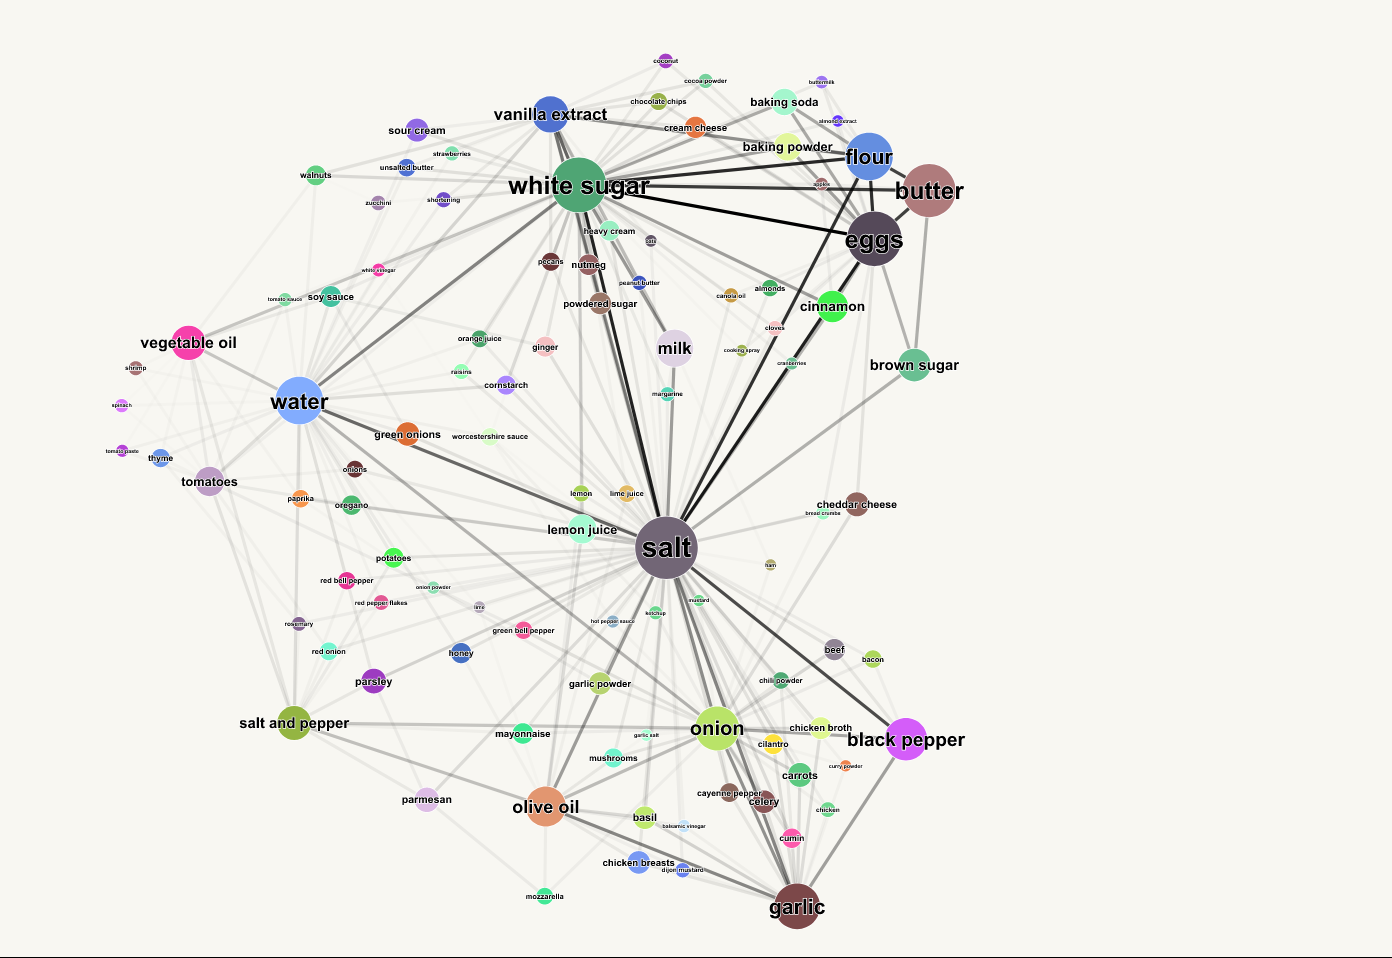 coconut
cocoa powder
buttermilk
chocolate chips
baking soda
vanilla extract
almond extract
cream cheese
sour cream
baking powder
strawberries
flour
unsalted butter
walnuts
apples
white sugar
butter
shortening
zucchini
heavy cream
eggs
pecans
nutmeg
white vinegar
peanut butter
almonds
canola oil
soy sauce
tomato sauce
powdered sugar
cinnamon
cloves
orange juice
vegetable oil
ginger
milk
cooking spray
cranberries
brown sugar
shrimp
raisins
cornstarch
margarine
water
spinach
green onions
worcestershire sauce
tomato paste
thyme
onions
tomatoes
paprika
oregano
lemon
lime juice
cheddar cheese
bread crumbs
lemon juice
salt
potatoes
ham
red bell pepper
onion powder
red pepper flakes
lime
mustard
ketchup
hot pepper sauce
rosemary
green bell pepper
red onion
honey
beef
bacon
parsley
garlic powder
chili powder
salt and pepper
onion
chicken broth
mayonnaise
garlic salt
cilantro
black pepper
mushrooms
curry powder
carrots
cayenne pepper
celery
parmesan
olive oil
chicken
basil
balsamic vinegar
cumin
chicken breasts
dijon mustard
mozzarella
garlic